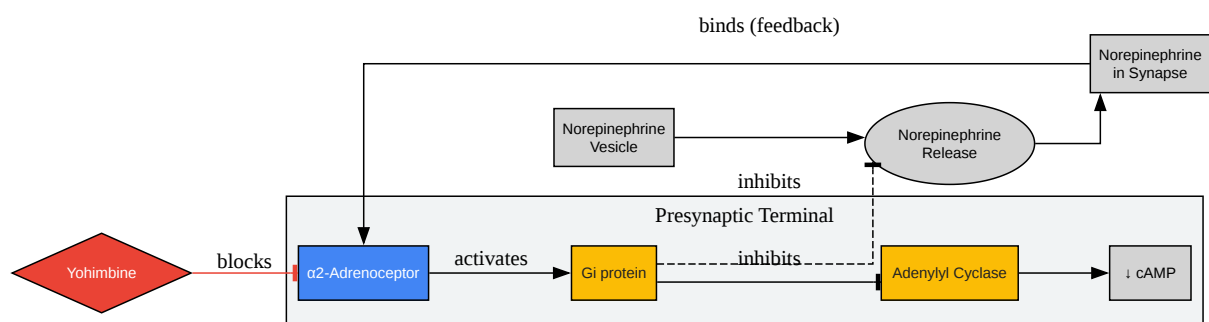 binds (feedback)
Norepinephrine
in Synapse
Norepinephrine
Vesicle
Norepinephrine
Release
inhibits
Presynaptic Terminal
Yohimbine
blocks
α2-Adrenoceptor
activates
Gi protein
inhibits
Adenylyl Cyclase
↓ cAMP